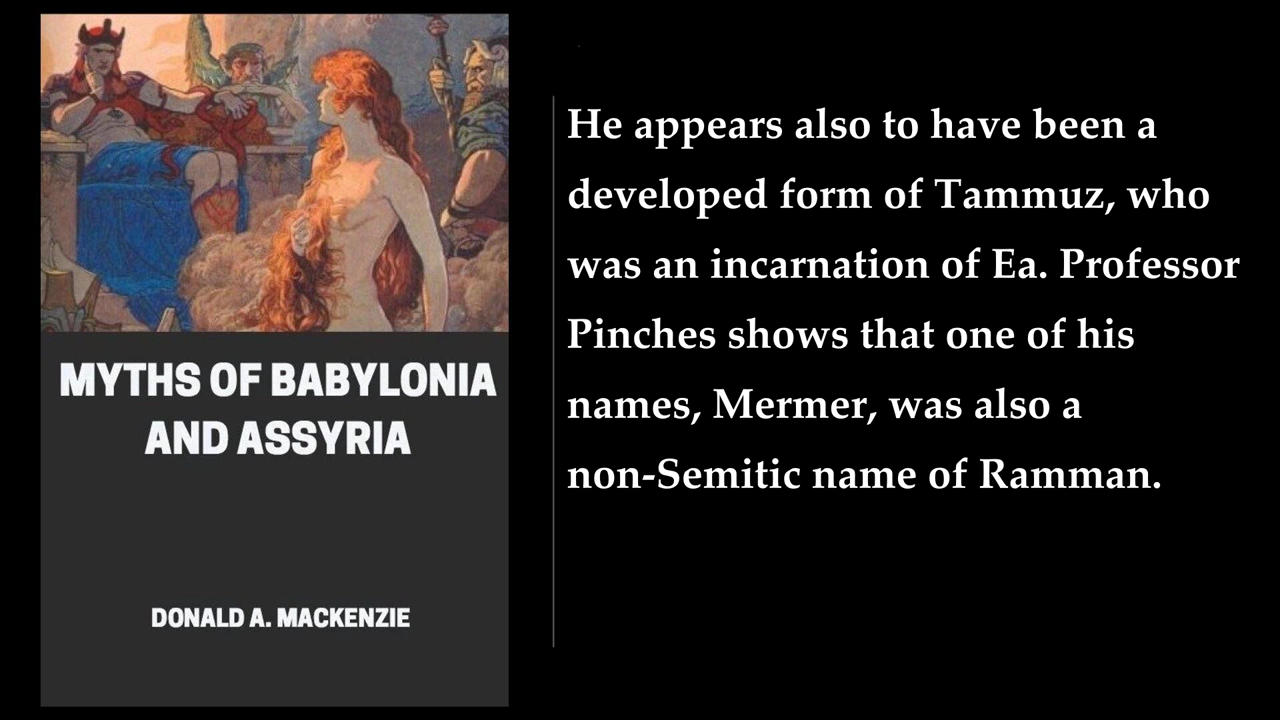 MYTHS OF BABYLONIA
AND ASSYRIA
DONALD A. MACKENZIE
He appears also to have been a
developed form of Tammuz, who
was an incarnation of Ea. Professor
Pinches shows that one of his
names, Mermer, was also a
non-Semitic name of Ramman.